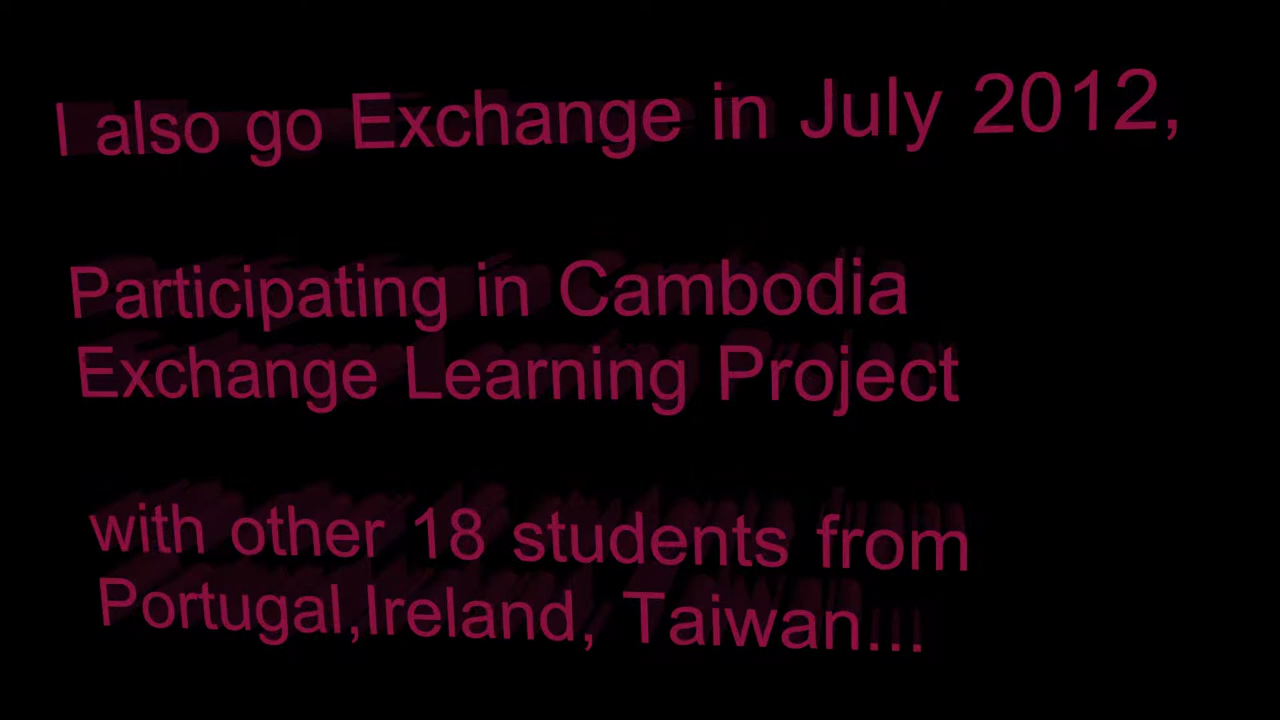 I also go Exchange in July 2012,
Participating in Cambodia
Exchange Learning Project
with other 18 students from
Portugal,Ireland, Taiwan...